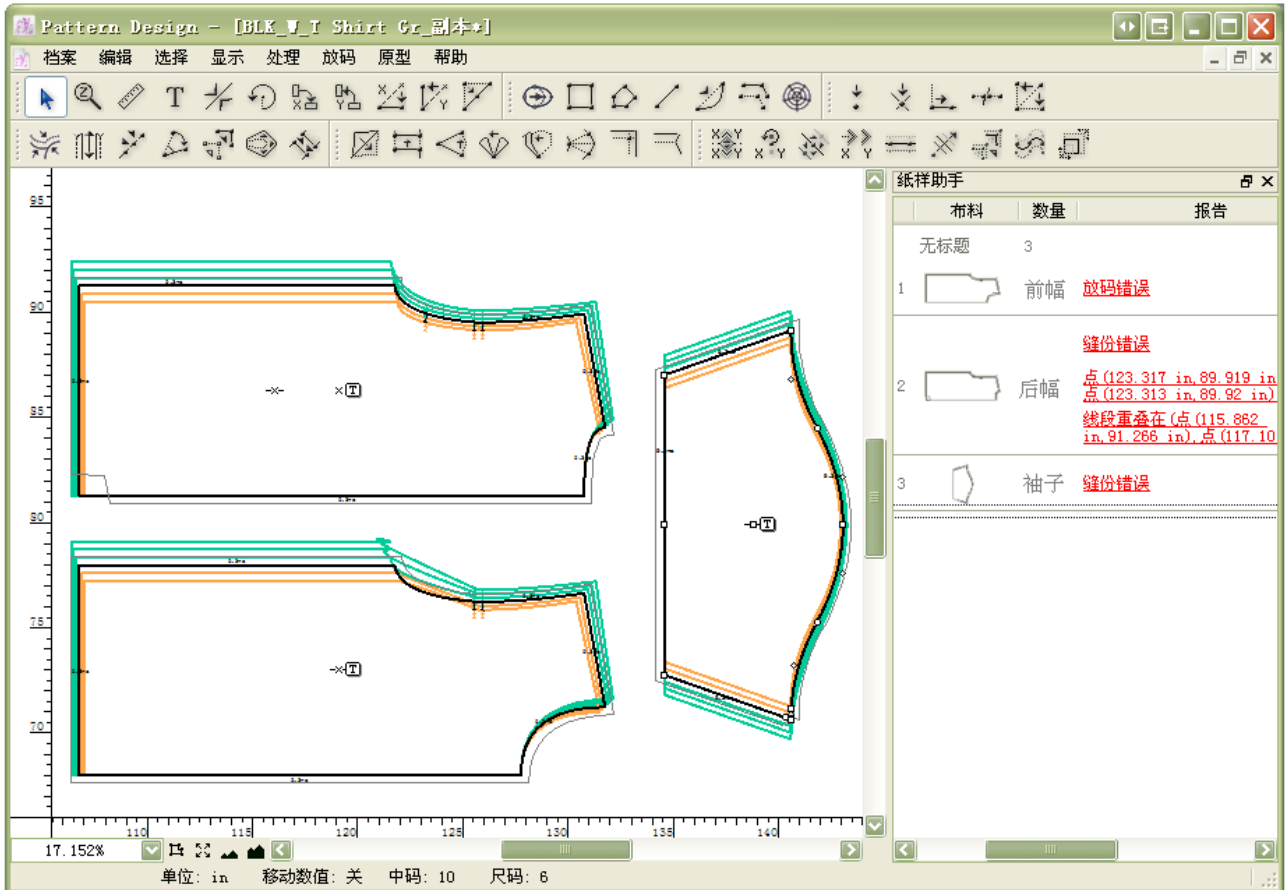 Pattern Design - [BLK_W_T Shirt Gr_副本*]
档案 编辑 选择 显示 处理 放码 原型 帮助
纸样助手
布料 数量 报告
无标题 3
1 前幅 放码错误
缝份错误
2 后幅 点(123.317 in,89.919 in
点(123.313 in,89.92 in)
线段重叠在(点(115.862
in,91.266 in),点(117.10
3 袖子 缝份错误
95
90
85
80
75
70
110 115 120 125 130 135 140
17.152%
单位: in 移动数值: 关 中码: 10 尺码: 6